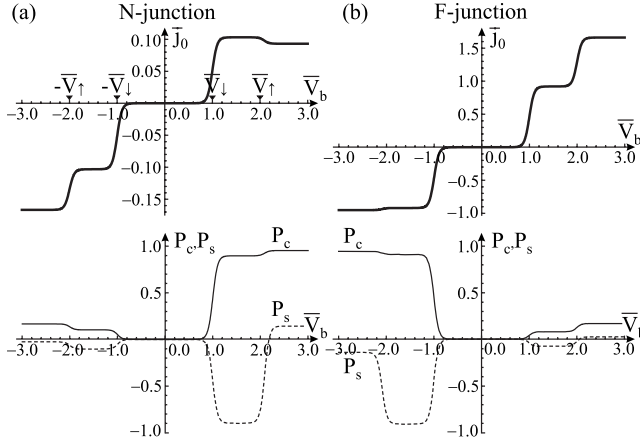 (a) N-junction (b) F-junction
0.10 J̄₀
0.05
-V̄↑ -V̄↓ V̄↓ V̄↑ V̄b
−3.0 −2.0 −1.0 0.0 1.0 2.0 3.0
−0.05
−0.10
−0.15
1.5 J̄₀
1.0
0.5
V̄b
−3.0 −2.0 −1.0 0.0 1.0 2.0 3.0
−0.5
−1.0
1.0 Pc,Ps Pc
0.5
Ps
V̄b
−3.0 −2.0 −1.0 0.0 1.0 2.0 3.0
−0.5
−1.0
Pc 1.0 Pc,Ps
0.5
V̄b
−3.0 −2.0 −1.0 0.0 1.0 2.0 3.0
Ps
−0.5
−1.0